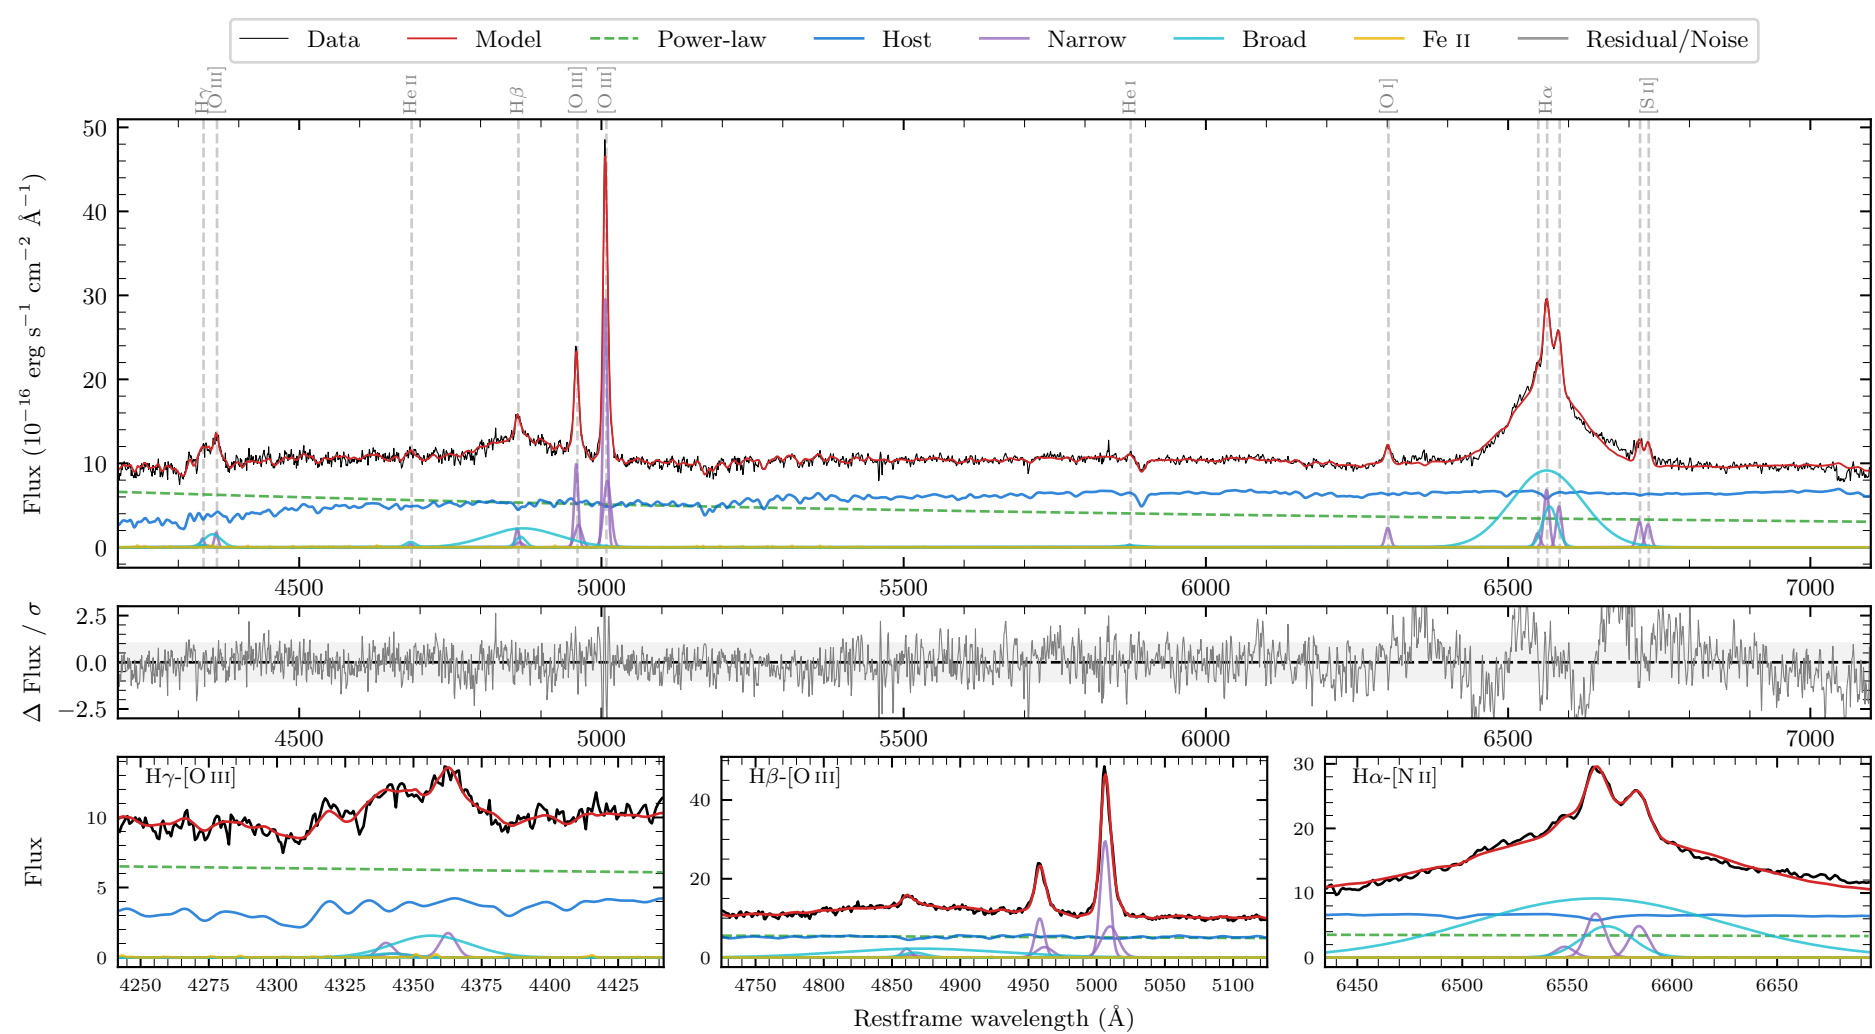 Data Model Power-law Host Narrow Broad Fe II Residual/Noise
Hγ [O III] He II Hβ [O III] [O III] He I [O I] Hα [S II]
Flux (10⁻¹⁶ erg s⁻¹ cm⁻² Å⁻¹)
50
40
30
20
10
0
4500 5000 5500 6000 6500 7000
Δ Flux / σ
2.5
0.0
−2.5
4500 5000 5500 6000 6500 7000
Flux
Hγ-[O III]
10
5
0
4250 4275 4300 4325 4350 4375 4400 4425
Hβ-[O III]
40
20
0
4750 4800 4850 4900 4950 5000 5050 5100
Hα-[N II]
30
20
10
0
6450 6500 6550 6600 6650
Restframe wavelength (Å)